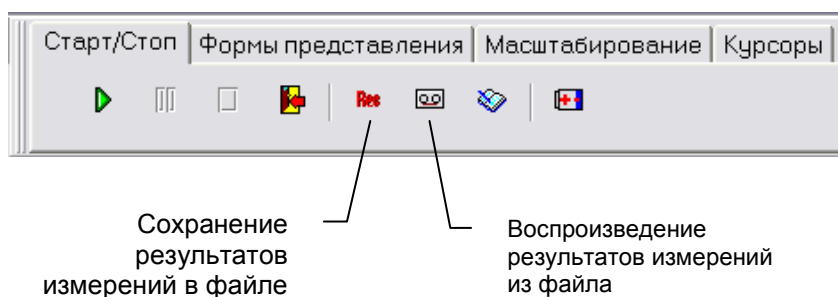 Старт/Стоп Формы представления Масштабирование Курсоры
Rec
Сохранение
результатов
измерений в файле
Воспроизведение
результатов измерений
из файла